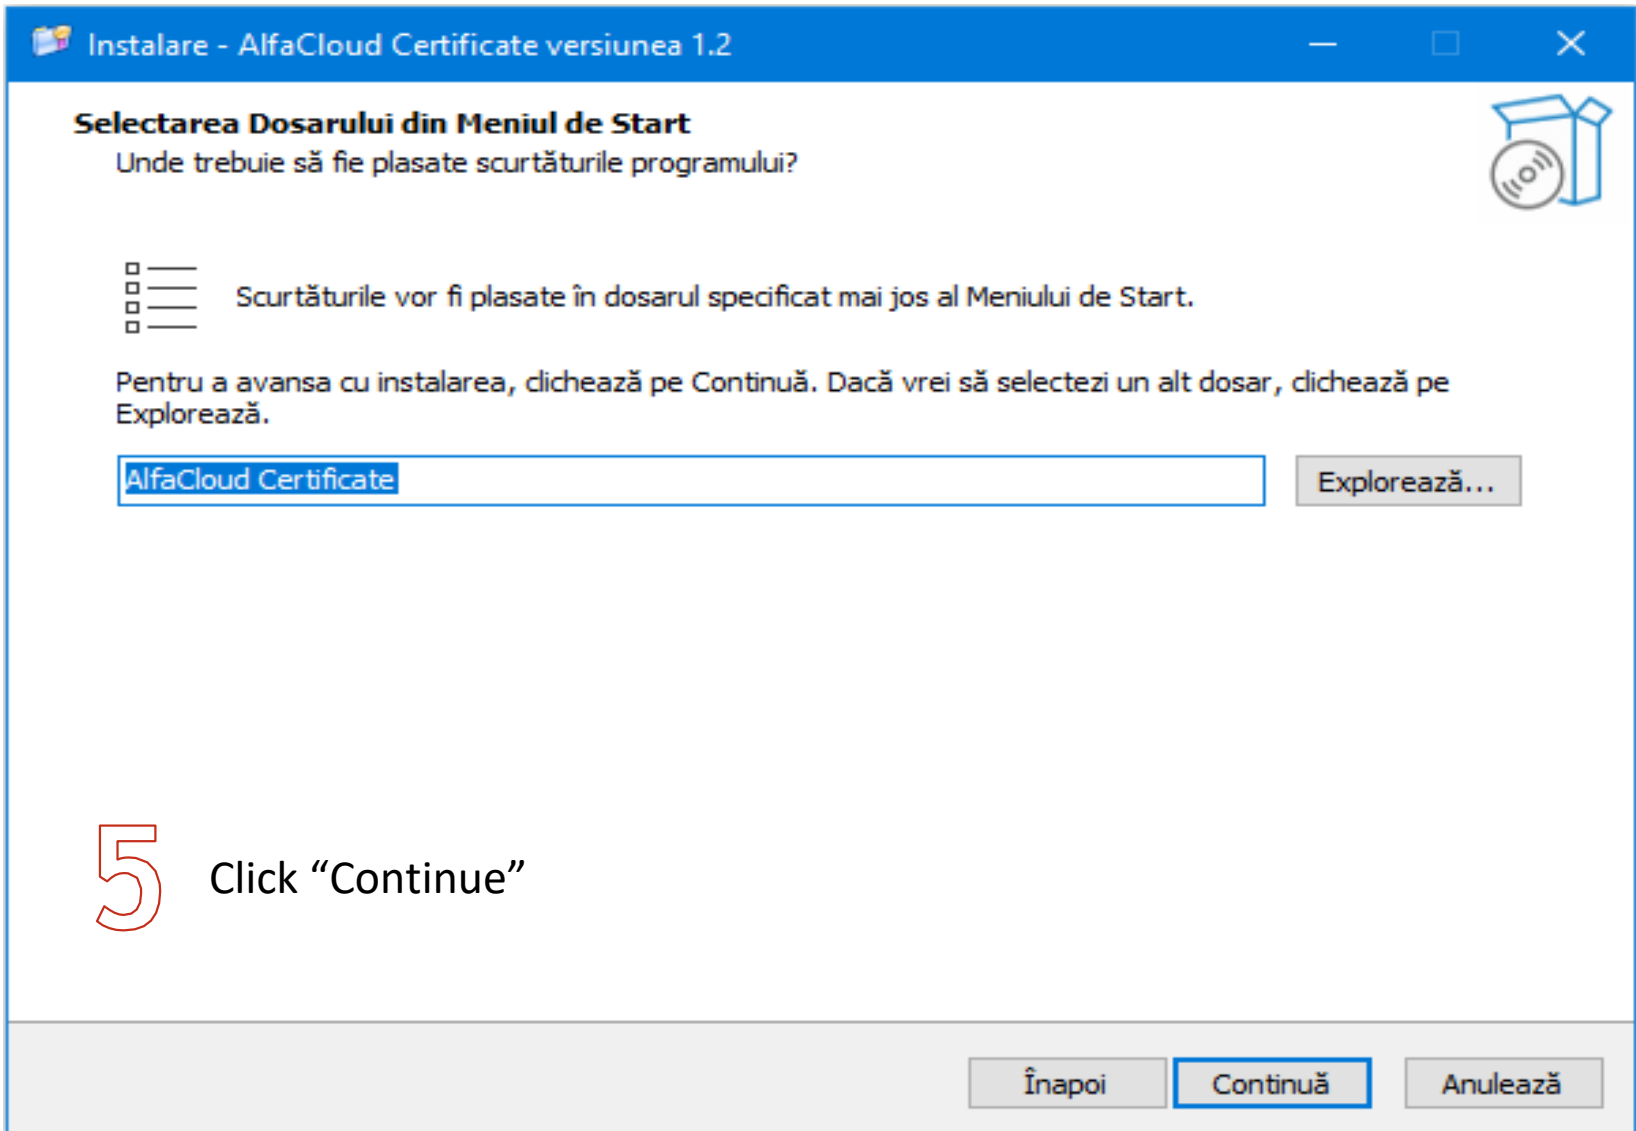 Instalare - AlfaCloud Certificate versiunea 1.2
Selectarea Dosarului din Meniul de Start
Unde trebuie să fie plasate scurtăturile programului?
Scurtăturile vor fi plasate în dosarul specificat mai jos al Meniului de Start.
Pentru a avansa cu instalarea, clichează pe Continuă. Dacă vrei să selectezi un alt dosar, clichează pe
Explorează.
AlfaCloud Certificate
Explorează...
5 Click “Continue”
Înapoi
Continuă
Anulează